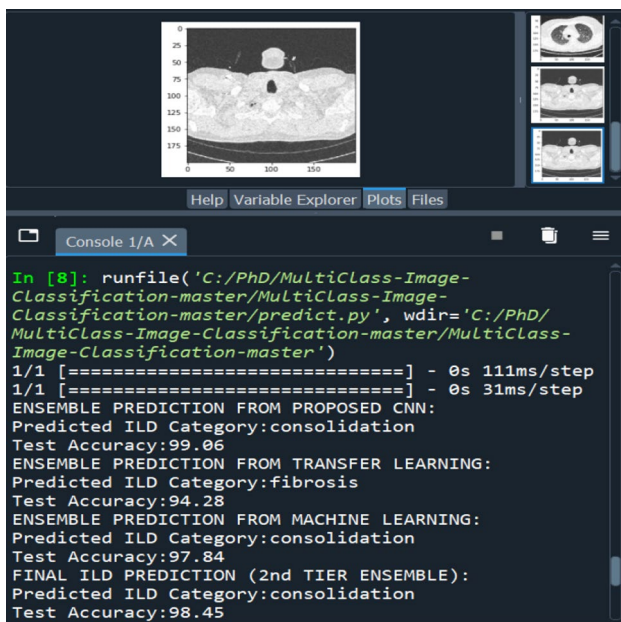 0
25
50
75
100
125
150
175
0 50 100 150
Help Variable Explorer Plots Files
Console 1/A
In [8]: runfile('C:/PhD/MultiClass-Image-
Classification-master/MultiClass-Image-
Classification-master/predict.py', wdir='C:/PhD/
MultiClass-Image-Classification-master/MultiClass-
Image-Classification-master')
1/1 [==============================] - 0s 111ms/step
1/1 [==============================] - 0s 31ms/step
ENSEMBLE PREDICTION FROM PROPOSED CNN:
Predicted ILD Category:consolidation
Test Accuracy:99.06
ENSEMBLE PREDICTION FROM TRANSFER LEARNING:
Predicted ILD Category:fibrosis
Test Accuracy:94.28
ENSEMBLE PREDICTION FROM MACHINE LEARNING:
Predicted ILD Category:consolidation
Test Accuracy:97.84
FINAL ILD PREDICTION (2nd TIER ENSEMBLE):
Predicted ILD Category:consolidation
Test Accuracy:98.45